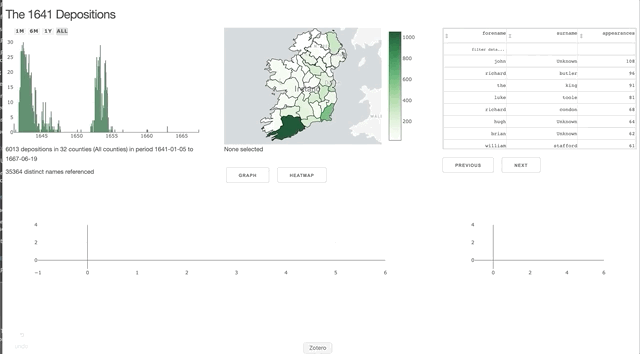 The 1641 Depositions
1M 6M 1Y ALL
30
25
20
15
10
5
0
1645 1650 1655 1660 1665
6013 depositions in 32 counties (All counties) in period 1641-01-05 to
1667-06-19
35364 distinct names referenced
1000
800
600
400
200
None selected
GRAPH HEATMAP
forename surname appearances
filter data...
john Unknown 108
richard butler 96
the king 91
luke toole 81
richard condon 68
hugh Unknown 64
brian Unknown 62
william stafford 61
PREVIOUS NEXT
4
2
0
−1 0 1 2 3 4 5 6
4
2
0
0 2 4 6
Zotero